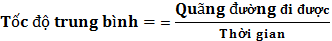 Tốc độ trung bình = = Quãng đường đi được
Thời gian